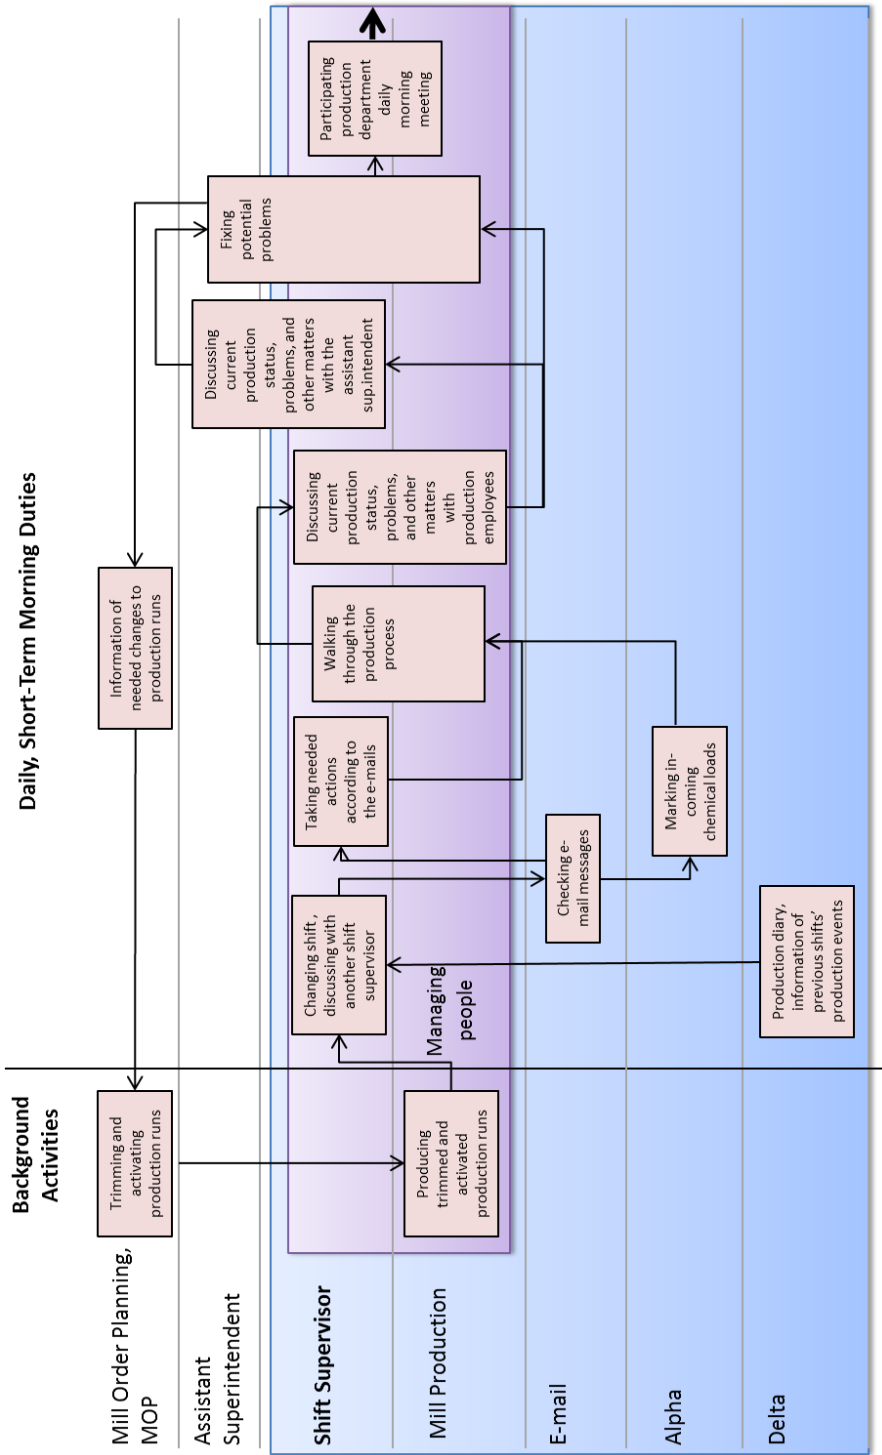 Daily, Short-Term Morning Duties
Background
Activities
Mill Order Planning,
MOP
Trimming and
activating
production runs
Information of
needed changes to
production runs
Assistant
Superintendent
Shift Supervisor
Changing shift ,
discussing with
another shift
supervisor
Taking needed
actions
according to
the e-mails
Walking
through the
production
process
Discussing
current
production
status,
problems,
and other
matters
with
production
employees
Discussing
current
production
status,
problems, and
other matters
with the
assistant
sup.intendent
Fixing
potential
problems
Participating
production
department
daily
morning
meeting
Mill Production
Producing
trimmed and
activated
production runs
Managing
people
E-mail
Checking e-
mail messages
Alpha
Marking in-
coming
chemical loads
Delta
Production diary,
information of
previous shifts'
production events